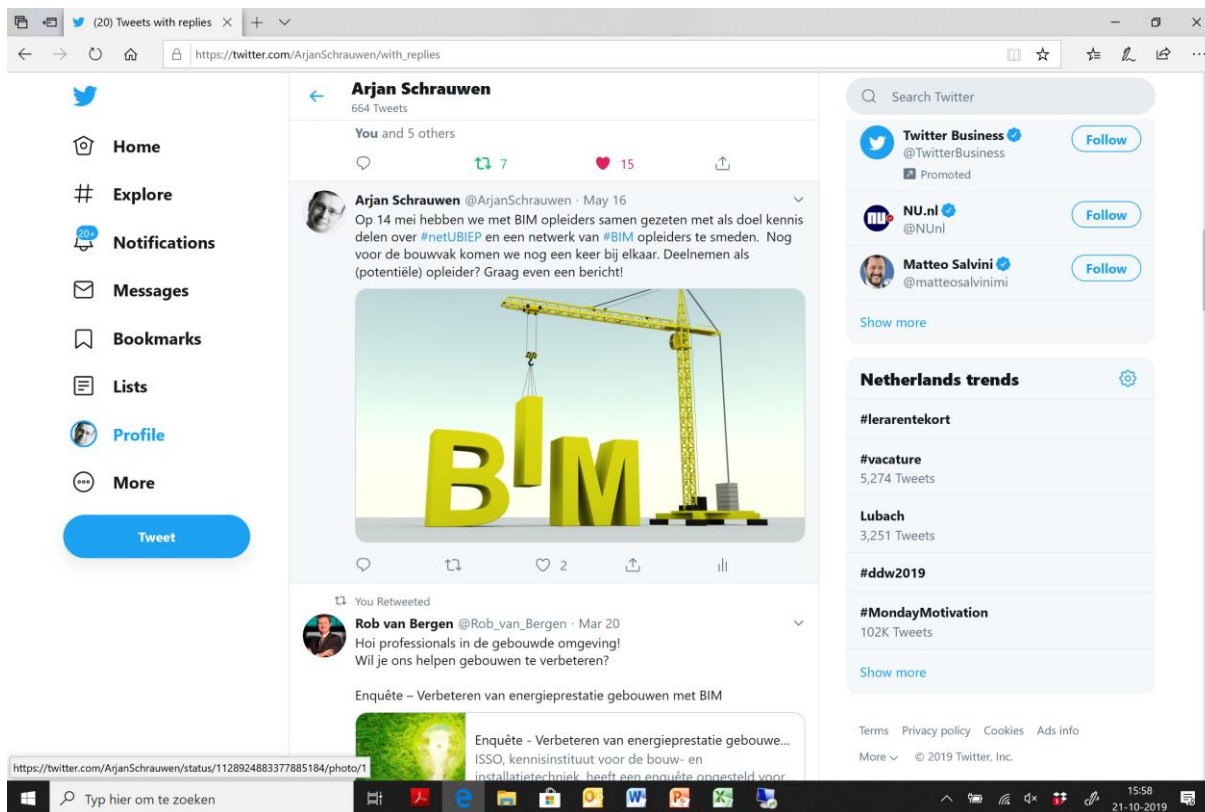 (20) Tweets with replies
https://twitter.com/ArjanSchrauwen/with_replies
Home
Explore
20+
Notifications
Messages
Bookmarks
Lists
Profile
More
Tweet
Arjan Schrauwen
664 Tweets
You and 5 others
7 15
Arjan Schrauwen @ArjanSchrauwen · May 16
Op 14 mei hebben we met BIM opleiders samen gezeten met als doel kennis
delen over #netUBIEP en een netwerk van #BIM opleiders te smeden. Nog
voor de bouwvak komen we nog een keer bij elkaar. Deelnemen als
(potentiële) opleider? Graag even een bericht!
BIM
2
You Retweeted
Rob van Bergen @Rob_van_Bergen · Mar 20
Hoi professionals in de gebouwde omgeving!
Wil je ons helpen gebouwen te verbeteren?
Enquête – Verbeteren van energieprestatie gebouwen met BIM
Enquête - Verbeteren van energieprestatie gebouwe...
ISSO, kennisinstituut voor de bouw- en
installatietechniek, heeft een enquête opgesteld voor
Search Twitter
Twitter Business
@TwitterBusiness
Promoted
Follow
nu
NU.nl
@NUnl
Follow
Matteo Salvini
@matteosalvinimi
Follow
Show more
Netherlands trends
#lerarentekort
#vacature
5,274 Tweets
Lubach
3,251 Tweets
#ddw2019
#MondayMotivation
102K Tweets
Show more
Terms Privacy policy Cookies Ads info
More © 2019 Twitter, Inc.
https://twitter.com/ArjanSchrauwen/status/1128924883377885184/photo/1
Typ hier om te zoeken
15:58
21-10-2019